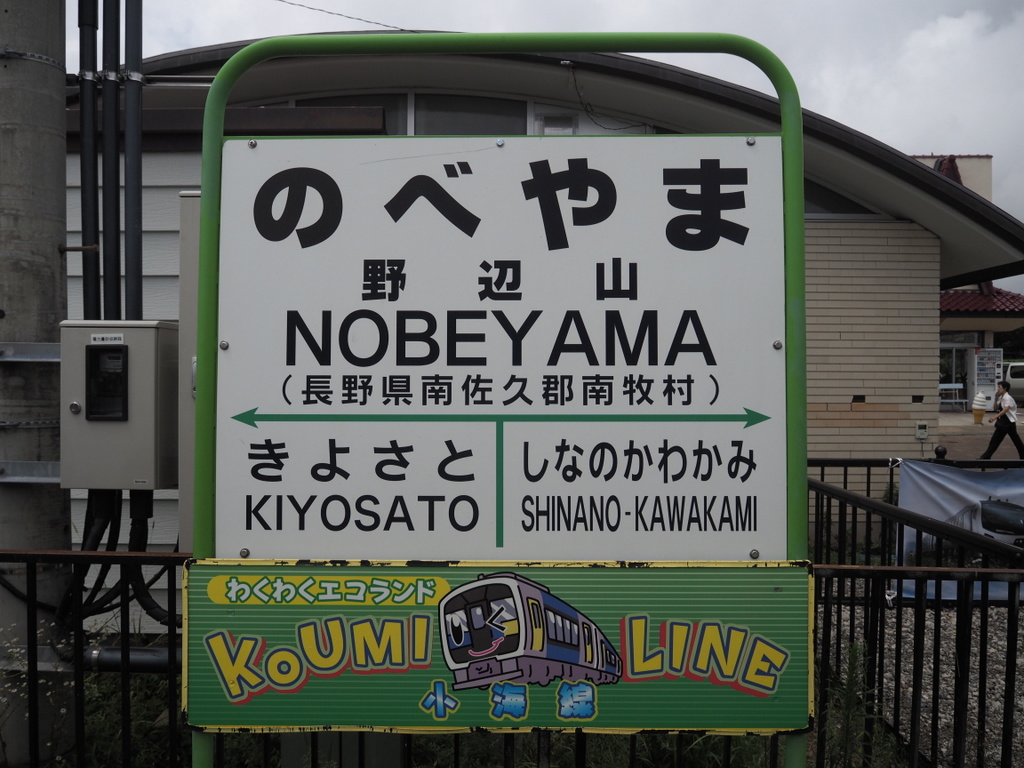 のべやま
野辺山
NOBEYAMA
（長野県南佐久郡南牧村）
きよさと しなのかわかみ
KIYOSATO SHINANO-KAWAKAMI
わくわくエコランド
KOUMI LINE
小海線